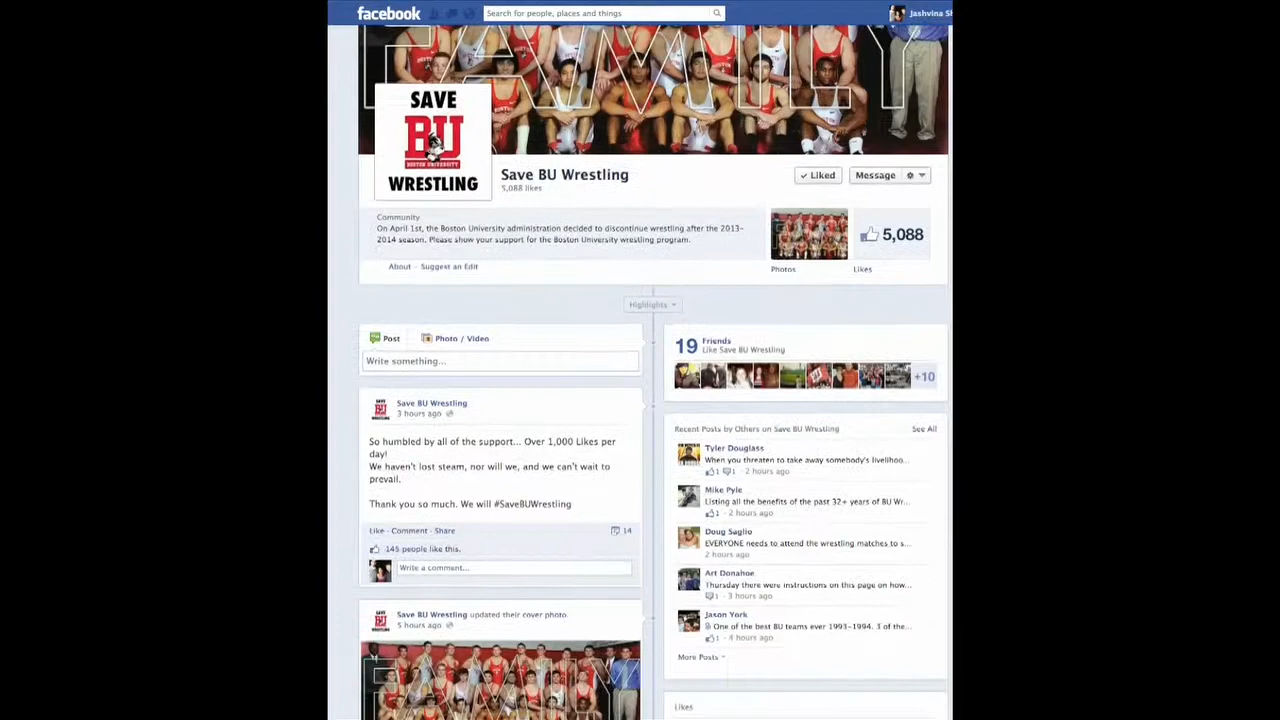 facebook
Search for people, places and things
Jashvina
FAMILY
SAVE
BU
BOSTON UNIVERSITY
WRESTLING
Save BU Wrestling
5,088 likes
Liked
Message
Community
On April 1st, the Boston University administration decided to discontinue wrestling after the 2013-
2014 season. Please show your support for the Boston University wrestling program.
About · Suggest an Edit
Photos
5,088
Likes
Highlights
Post
Photo / Video
Write something...
Save BU Wrestling
3 hours ago
So humbled by all of the support... Over 1,000 Likes per
day!
We haven't lost steam, nor will we, and we can't wait to
prevail.
Thank you so much. We will #SaveBUWrestling
Like · Comment · Share
14
145 people like this.
Write a comment...
Save BU Wrestling updated their cover photo.
5 hours ago
FAMILY
19 Friends
Like Save BU Wrestling
+10
Recent Posts by Others on Save BU Wrestling
See All
Tyler Douglass
When you threaten to take away somebody's livelihoo...
1 1 · 2 hours ago
Mike Pyle
Listing all the benefits of the past 32+ years of BU Wr...
1 · 2 hours ago
Doug Saglio
EVERYONE needs to attend the wrestling matches to s...
2 hours ago
Art Donahoe
Thursday there were instructions on this page on how...
1 · 3 hours ago
Jason York
One of the best BU teams ever 1993-1994. 3 of the...
1 · 4 hours ago
More Posts
Likes